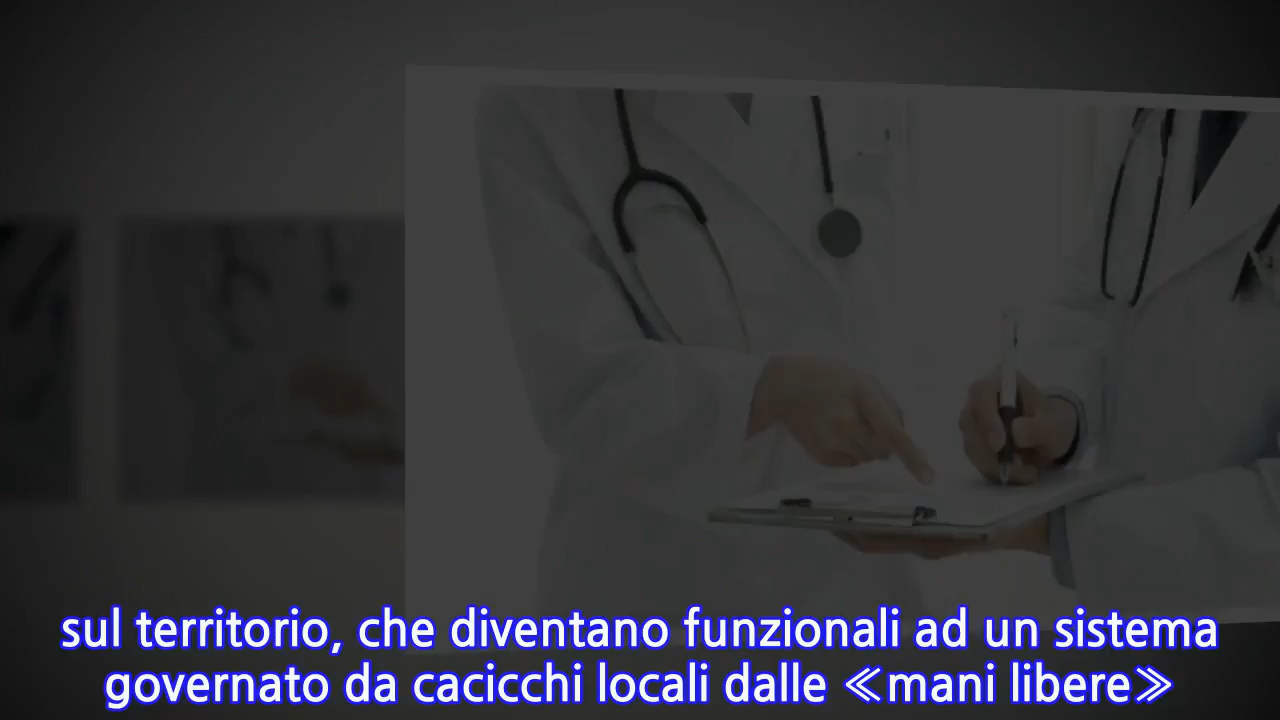 sul territorio, che diventano funzionali ad un sistema
governato da cacicchi locali dalle ≪mani libere≫